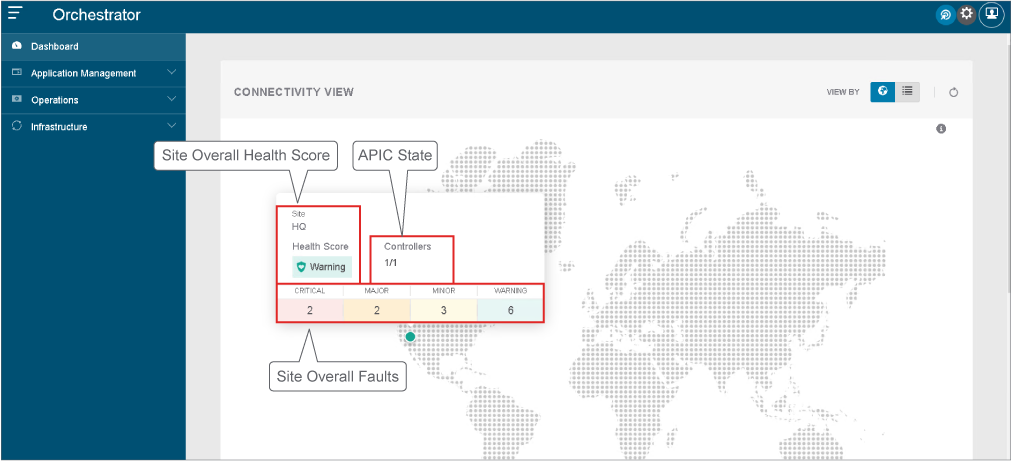 Orchestrator
Dashboard
Application Management
Operations
Infrastructure
CONNECTIVITY VIEW
VIEW BY
Site Overall Health Score
APIC State
Site
HQ
Health Score
Warning
Controllers
1/1
CRITICAL MAJOR MINOR WARNING
2 2 3 6
Site Overall Faults